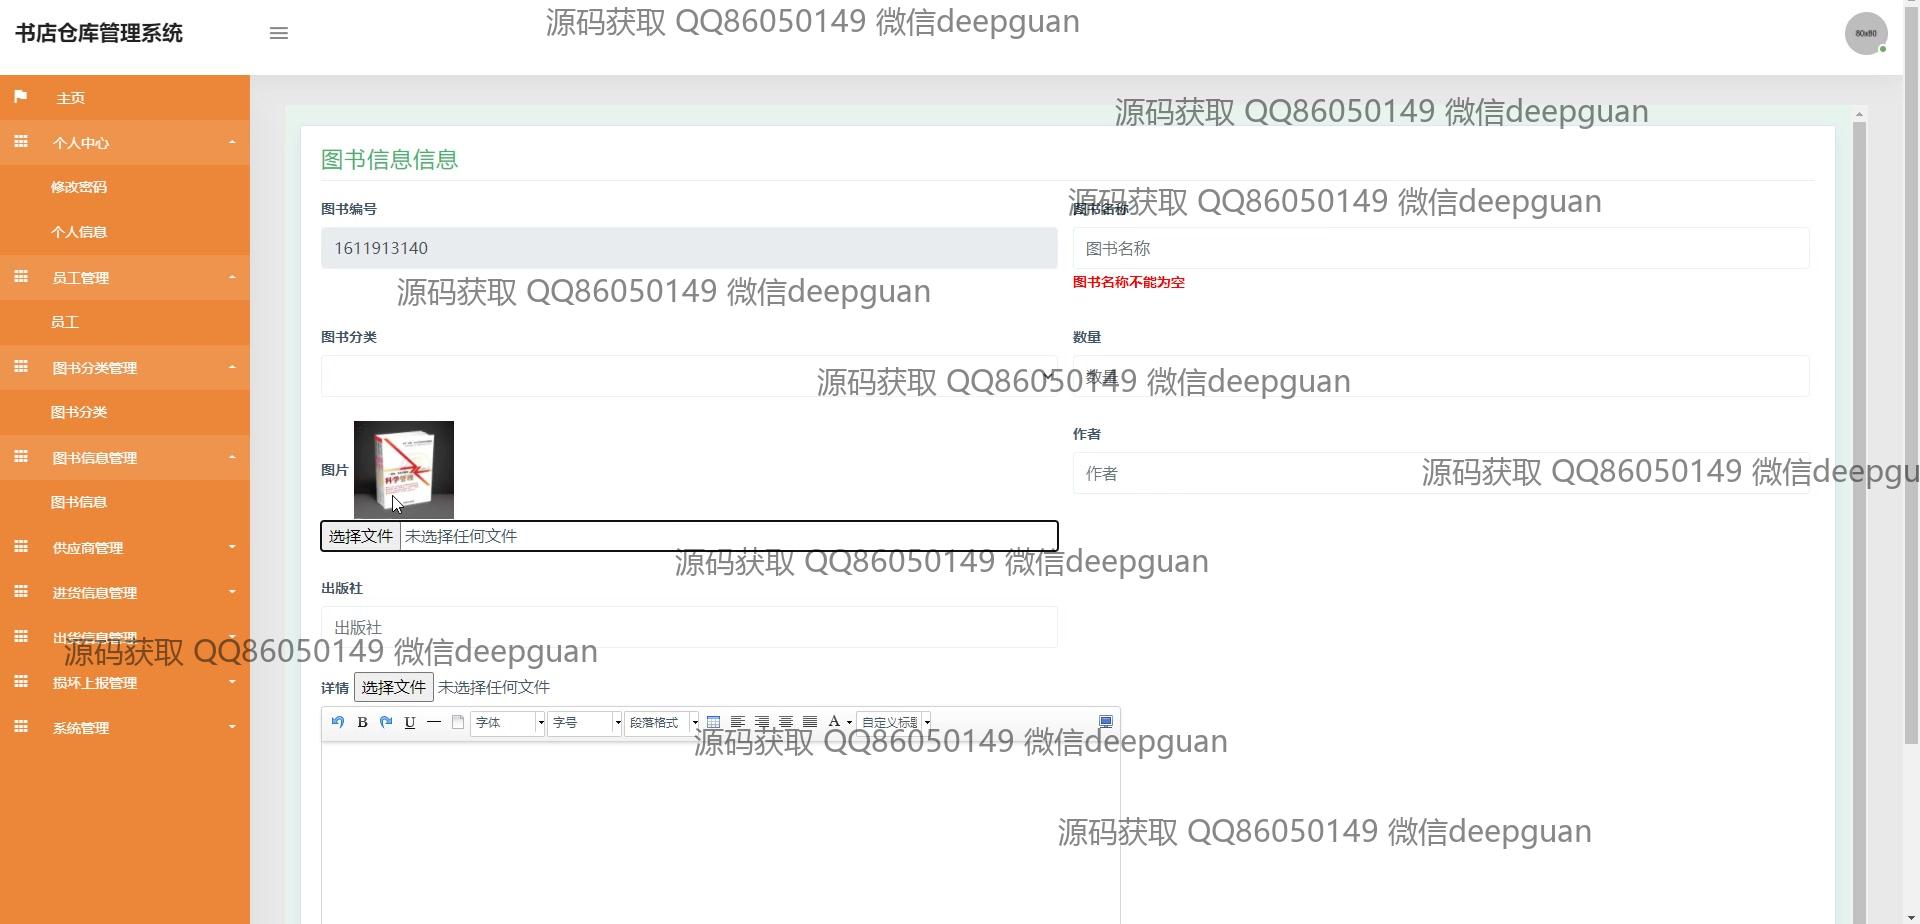 书店仓库管理系统
源码获取 QQ86050149 微信deepguan
80x80
主页
源码获取 QQ86050149 微信deepguan
个人中心
图书信息信息
修改密码
源码获取 QQ86050149 微信deepguan
图书编号
图书名称
个人信息
1611913140
图书名称
员工管理
图书名称不能为空
源码获取 QQ86050149 微信deepguan
员工
图书分类
数量
图书分类管理
数量
源码获取 QQ86050149 微信deepguan
图书分类
作者
图书信息管理
图片
科学管理
作者
源码获取 QQ86050149 微信deepgu
图书信息
选择文件 未选择任何文件
供应商管理
源码获取 QQ86050149 微信deepguan
进货信息管理
出版社
出版社
出货信息管理
源码获取 QQ86050149 微信deepguan
损坏上报管理
详情 选择文件 未选择任何文件
系统管理
B U 字体 字号 段落格式 A 自定义标题
源码获取 QQ86050149 微信deepguan
源码获取 QQ86050149 微信deepguan